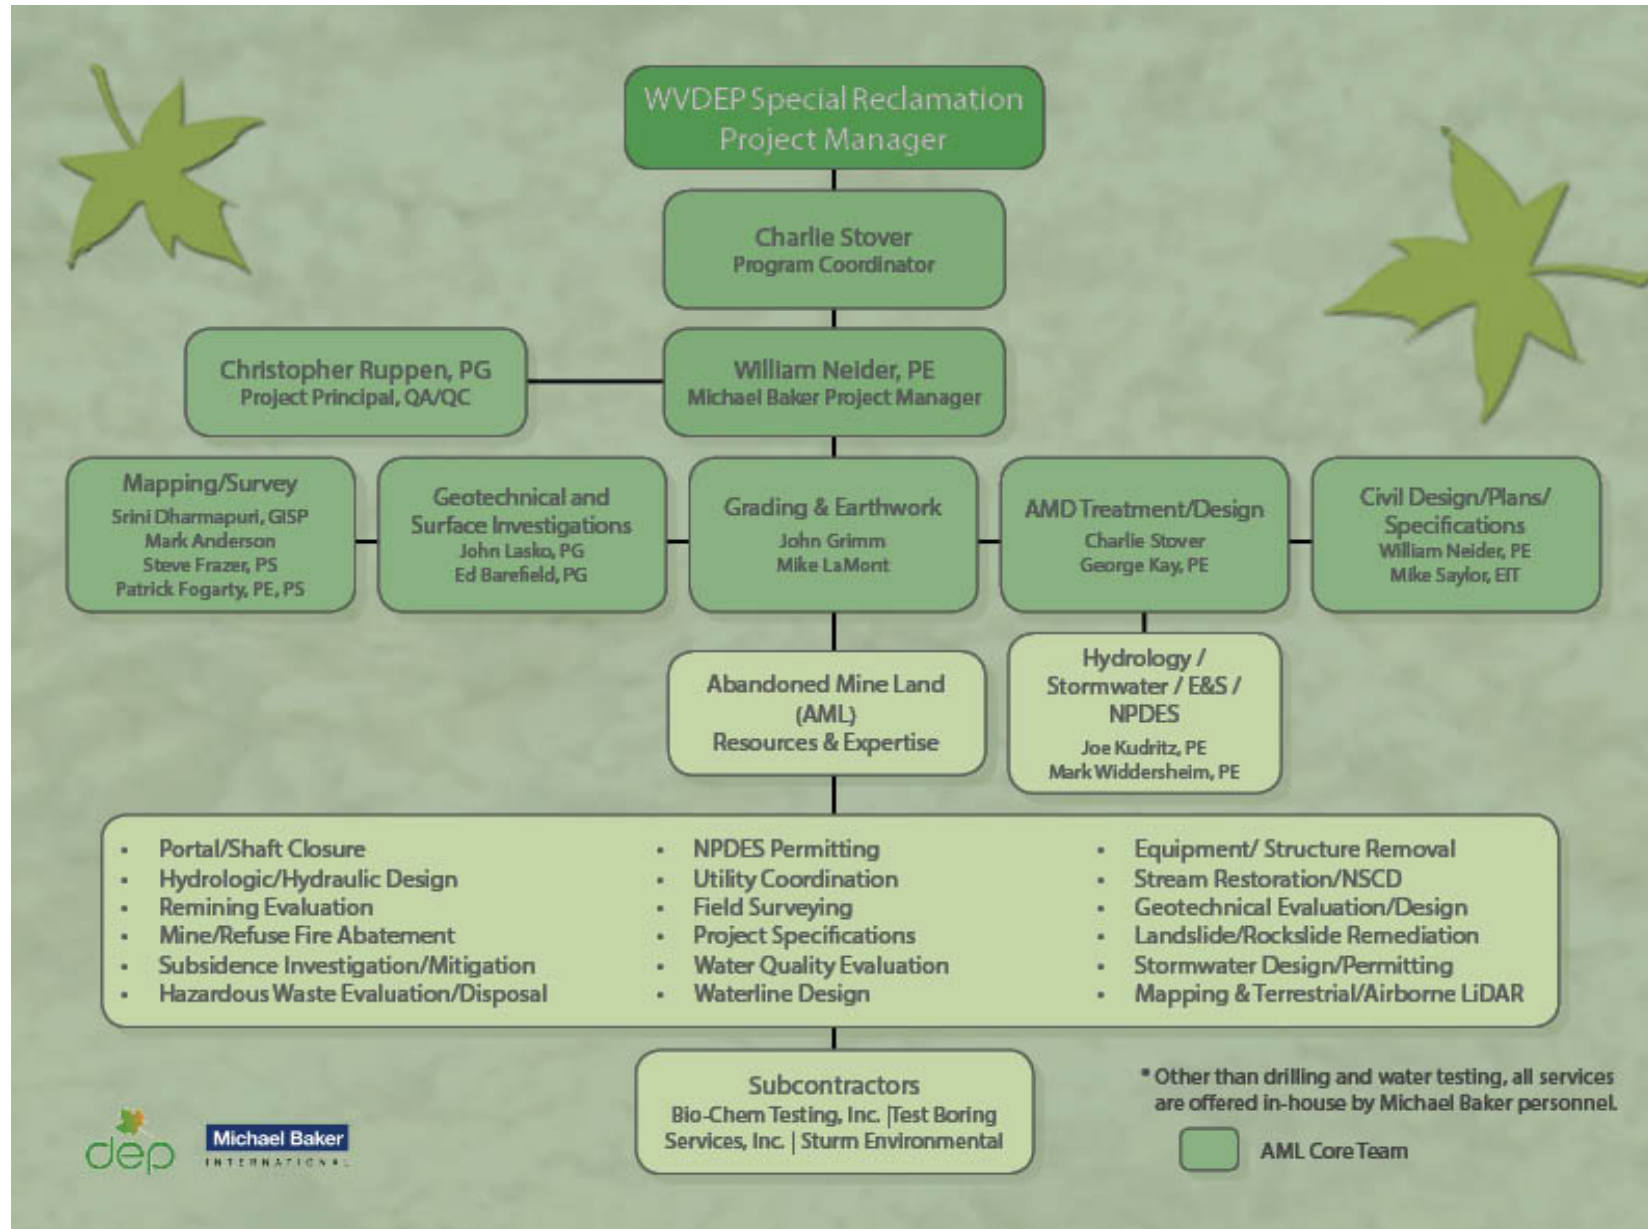 WVDEP Special Reclamation
Project Manager
Charlie Stover
Program Coordinator
Christopher Ruppen, PG
Project Principal, QA/QC
William Neider, PE
Michael Baker Project Manager
Mapping/Survey
Srini Dharmapuri, GISP
Mark Anderson
Steve Frazer, PS
Patrick Fogarty, PE, PS
Geotechnical and
Surface Investigations
John Lasko, PG
Ed Barefield, PG
Grading & Earthwork
John Grimm
Mike LaMont
AMD Treatment/Design
Charlie Stover
George Kay, PE
Civil Design/Plans/
Specifications
William Neider, PE
Mike Saylor, EIT
Abandoned Mine Land
(AML)
Resources & Expertise
Hydrology /
Stormwater / E&S /
NPDES
Joe Kudritz, PE
Mark Widdersheim, PE
• Portal/Shaft Closure
• Hydrologic/Hydraulic Design
• Remining Evaluation
• Mine/Refuse Fire Abatement
• Subsidence Investigation/Mitigation
• Hazardous Waste Evaluation/Disposal
• NPDES Permitting
• Utility Coordination
• Field Surveying
• Project Specifications
• Water Quality Evaluation
• Waterline Design
• Equipment/ Structure Removal
• Stream Restoration/NSCD
• Geotechnical Evaluation/Design
• Landslide/Rockslide Remediation
• Stormwater Design/Permitting
• Mapping & Terrestrial/Airborne LiDAR
Subcontractors
Bio-Chem Testing, Inc. |Test Boring
Services, Inc. | Sturm Environmental
* Other than drilling and water testing, all services
are offered in-house by Michael Baker personnel.
AML Core Team
dep
Michael Baker
INTERNATIONAL